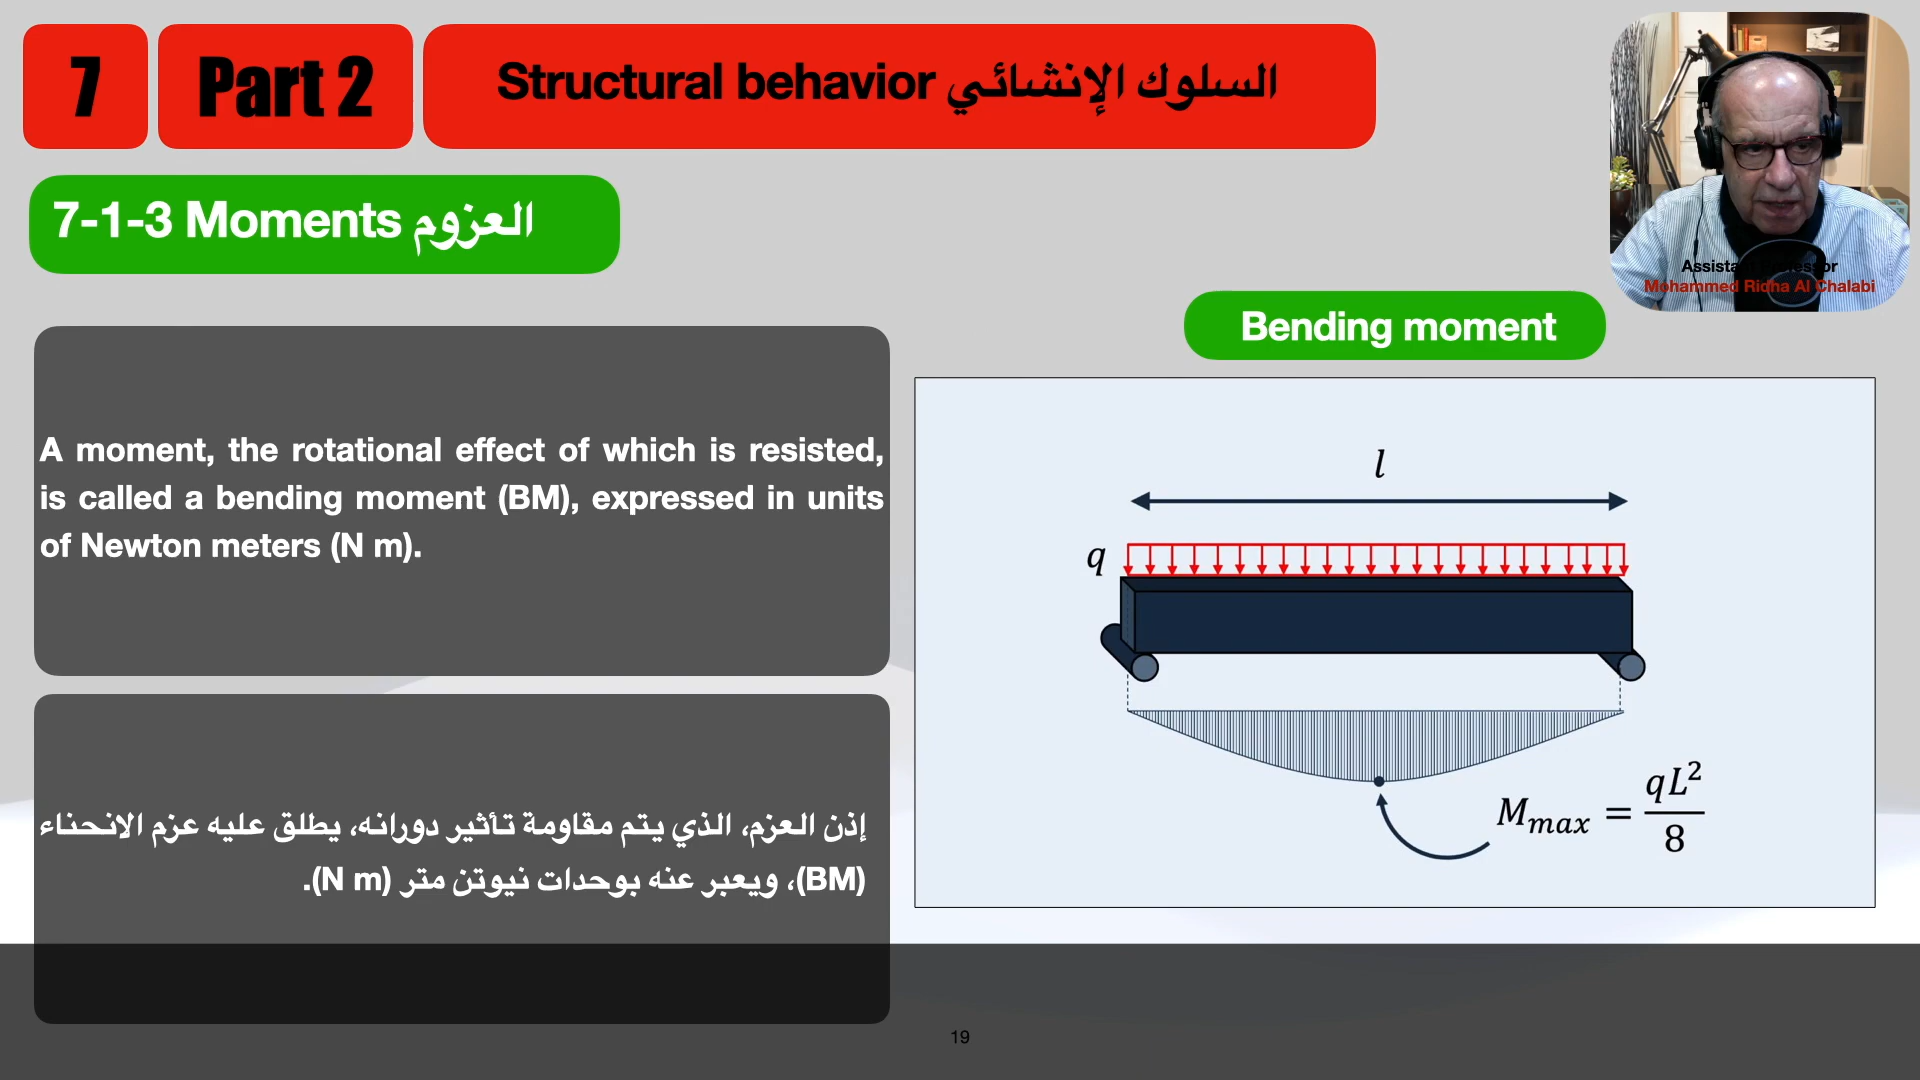 7
Part 2
Structural behavior السلوك الإنشائي
7-1-3 Moments العزوم
Assistant Professor
Mohammed Ridha Al Chalabi
Bending moment
A moment, the rotational effect of which is resisted,
is called a bending moment (BM), expressed in units
of Newton meters (N m).
إذن العزم، الذي يتم مقاومة تأثير دورانه، يطلق عليه عزم الانحناء
(BM)، ويعبر عنه بوحدات نيوتن متر (N m).
l
q
M_max = qL²/8
19